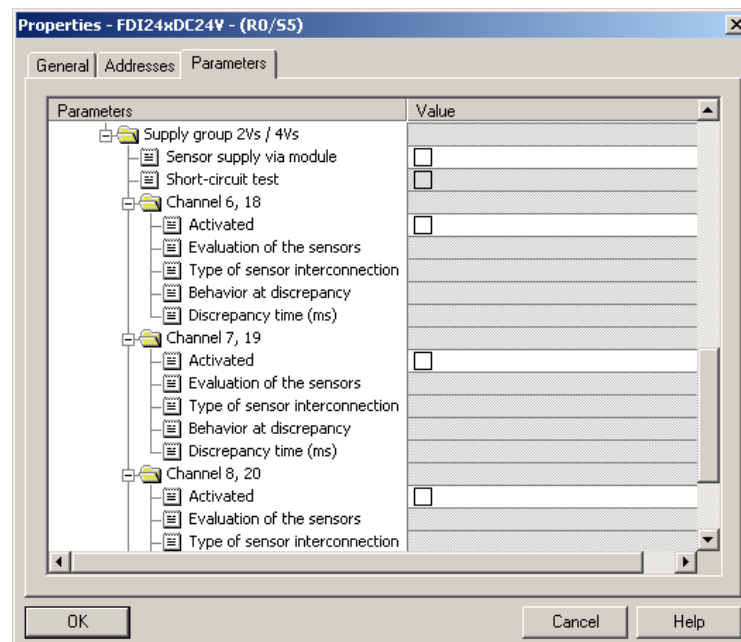 Properties - FDI24xDC24V - (R0/S5)
General Addresses Parameters
Parameters Value
Supply group 2Vs / 4Vs
Sensor supply via module
Short-circuit test
Channel 6, 18
Activated
Evaluation of the sensors
Type of sensor interconnection
Behavior at discrepancy
Discrepancy time (ms)
Channel 7, 19
Activated
Evaluation of the sensors
Type of sensor interconnection
Behavior at discrepancy
Discrepancy time (ms)
Channel 8, 20
Activated
Evaluation of the sensors
Type of sensor interconnection
OK Cancel Help